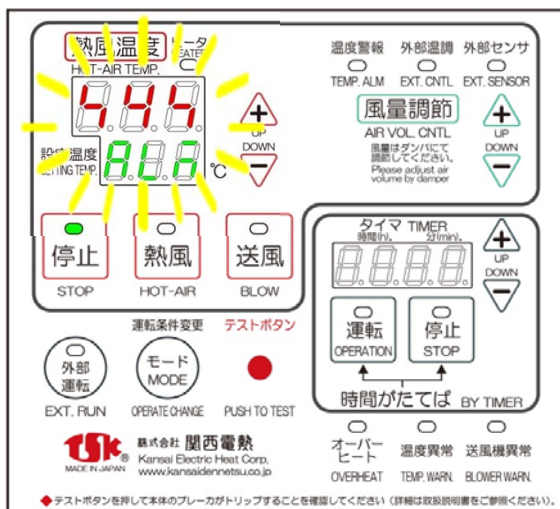 熱風温度 ヒータ
HOT-AIR TEMP. HEATER
設定温度
SETTING TEMP.
℃
+
UP
DOWN
−
温度警報 外部温調 外部センサ
TEMP. ALM EXT. CNTL EXT. SENSOR
風量調節
AIR VOL. CNTL
風量はダンパにて
調節してください。
Please adjust air
volume by damper
+
UP
DOWN
−
停止 熱風 送風
STOP HOT-AIR BLOW
タイマ TIMER
時間(h). 分(min).
+
UP
DOWN
−
運転
OPERATION
停止
STOP
時間がたてば BY TIMER
運転条件変更 テストボタン
外部
運転
モード
MODE
EXT. RUN OPERATE CHANGE PUSH TO TEST
オーバー
ヒート
温度異常 送風機異常
OVERHEAT TEMP. WARN. BLOWER WARN.
TSK®
MADE IN JAPAN
株式会社 関西電熱
Kansai Electric Heat Corp.
www.kansaidennetsu.co.jp
◆テストボタンを押して本体のブレーカがトリップすることを確認してください（詳細は取扱説明書をご参照ください）。